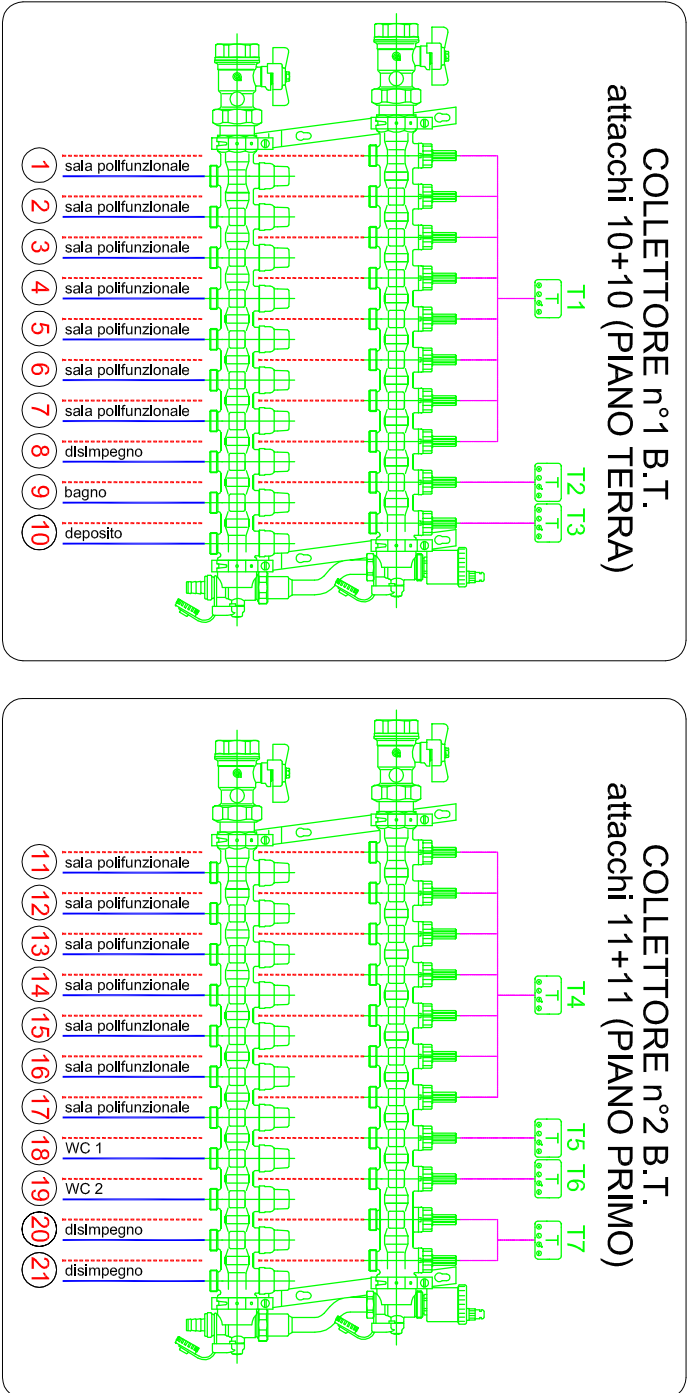 COLLETTORE n°1 B.T.
attacchi 10+10 (PIANO TERRA)
T1
T2
T3
T
T
T
1 sala polifunzionale
2 sala polifunzionale
3 sala polifunzionale
4 sala polifunzionale
5 sala polifunzionale
6 sala polifunzionale
7 sala polifunzionale
8 disimpegno
9 bagno
10 deposito
COLLETTORE n°2 B.T.
attacchi 11+11 (PIANO PRIMO)
T4
T5
T6
T7
T
T
T
T
11 sala polifunzionale
12 sala polifunzionale
13 sala polifunzionale
14 sala polifunzionale
15 sala polifunzionale
16 sala polifunzionale
17 sala polifunzionale
18 WC 1
19 WC 2
20 disimpegno
21 disimpegno